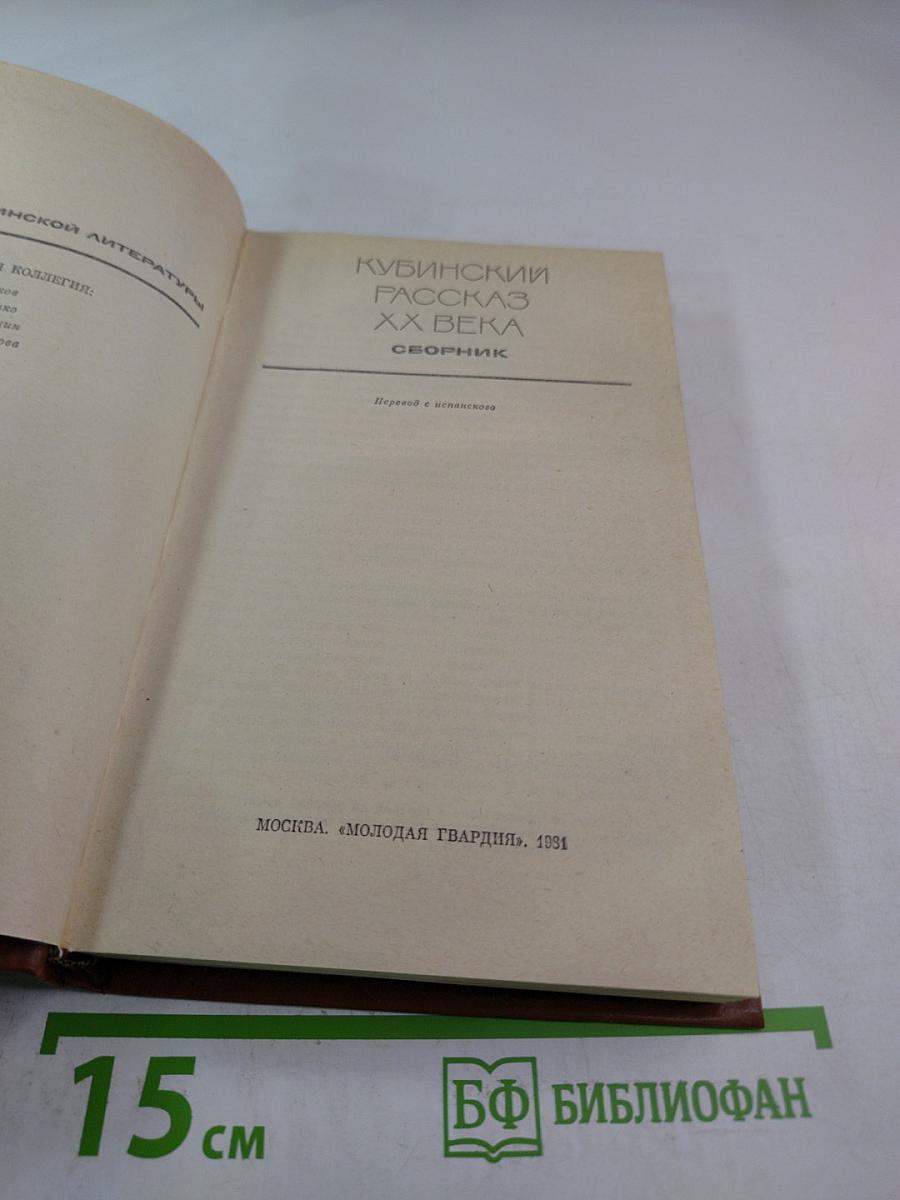 ИНСКОЙ ЛИТЕРАТУРЫ
КОЛЛЕГИЯ:
КУБИНСКИЙ
РАССКАЗ
XX ВЕКА
СБОРНИК
Перевод с испанского
МОСКВА. «МОЛОДАЯ ГВАРДИЯ». 1981
15 см
БФ БИБЛИОФАН